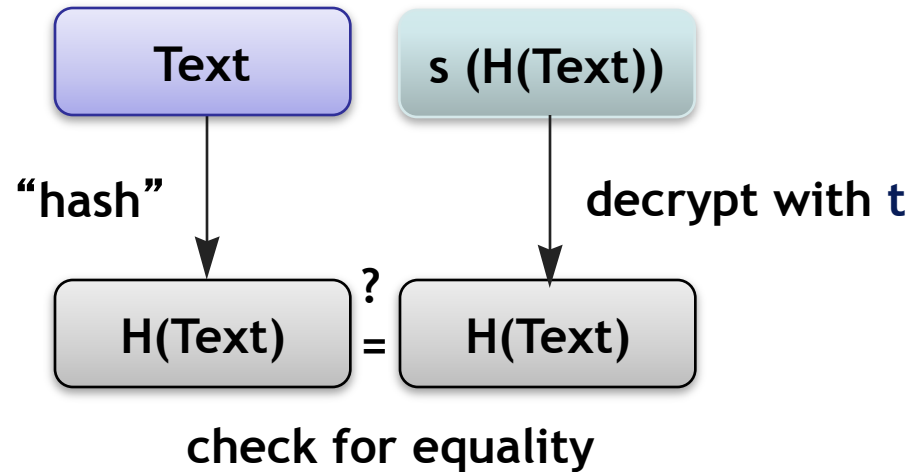 Text
s (H(Text))
“hash”
decrypt with t
?
H(Text)
=
H(Text)
check for equality